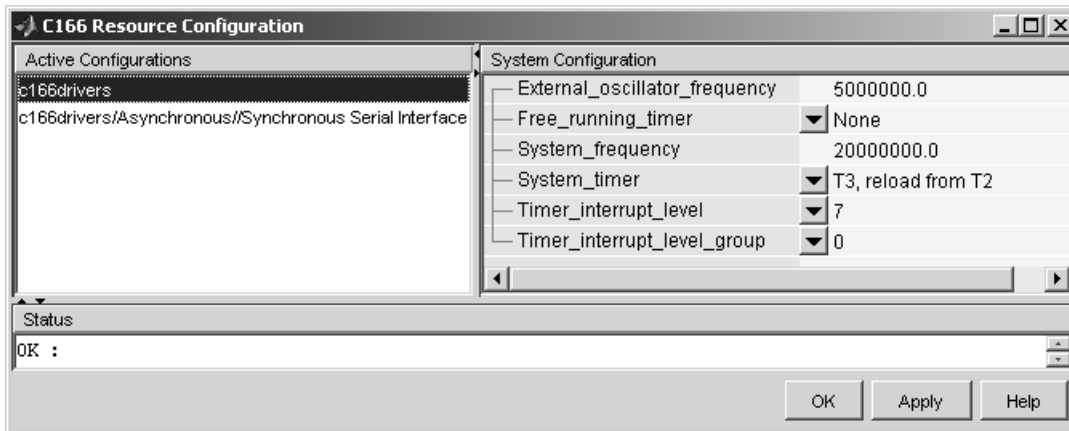 C166 Resource Configuration
Active Configurations
c166drivers
c166drivers/Asynchronous//Synchronous Serial Interface
System Configuration
External_oscillator_frequency 5000000.0
Free_running_timer None
System_frequency 20000000.0
System_timer T3, reload from T2
Timer_interrupt_level 7
Timer_interrupt_level_group 0
Status
OK :
OK Apply Help